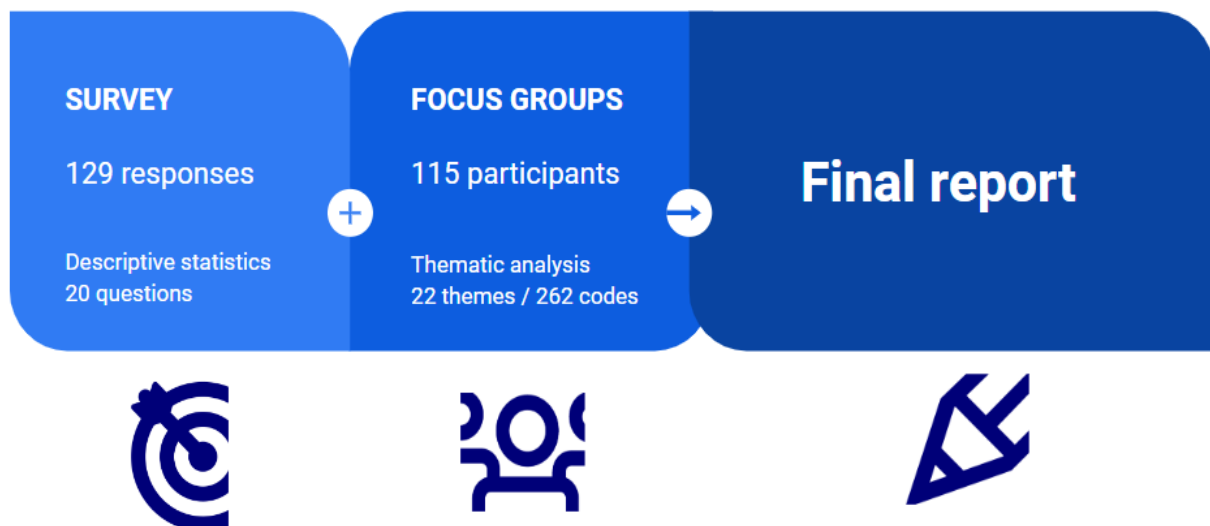 SURVEY
129 responses
Descriptive statistics
20 questions
FOCUS GROUPS
115 participants
Thematic analysis
22 themes / 262 codes
Final report